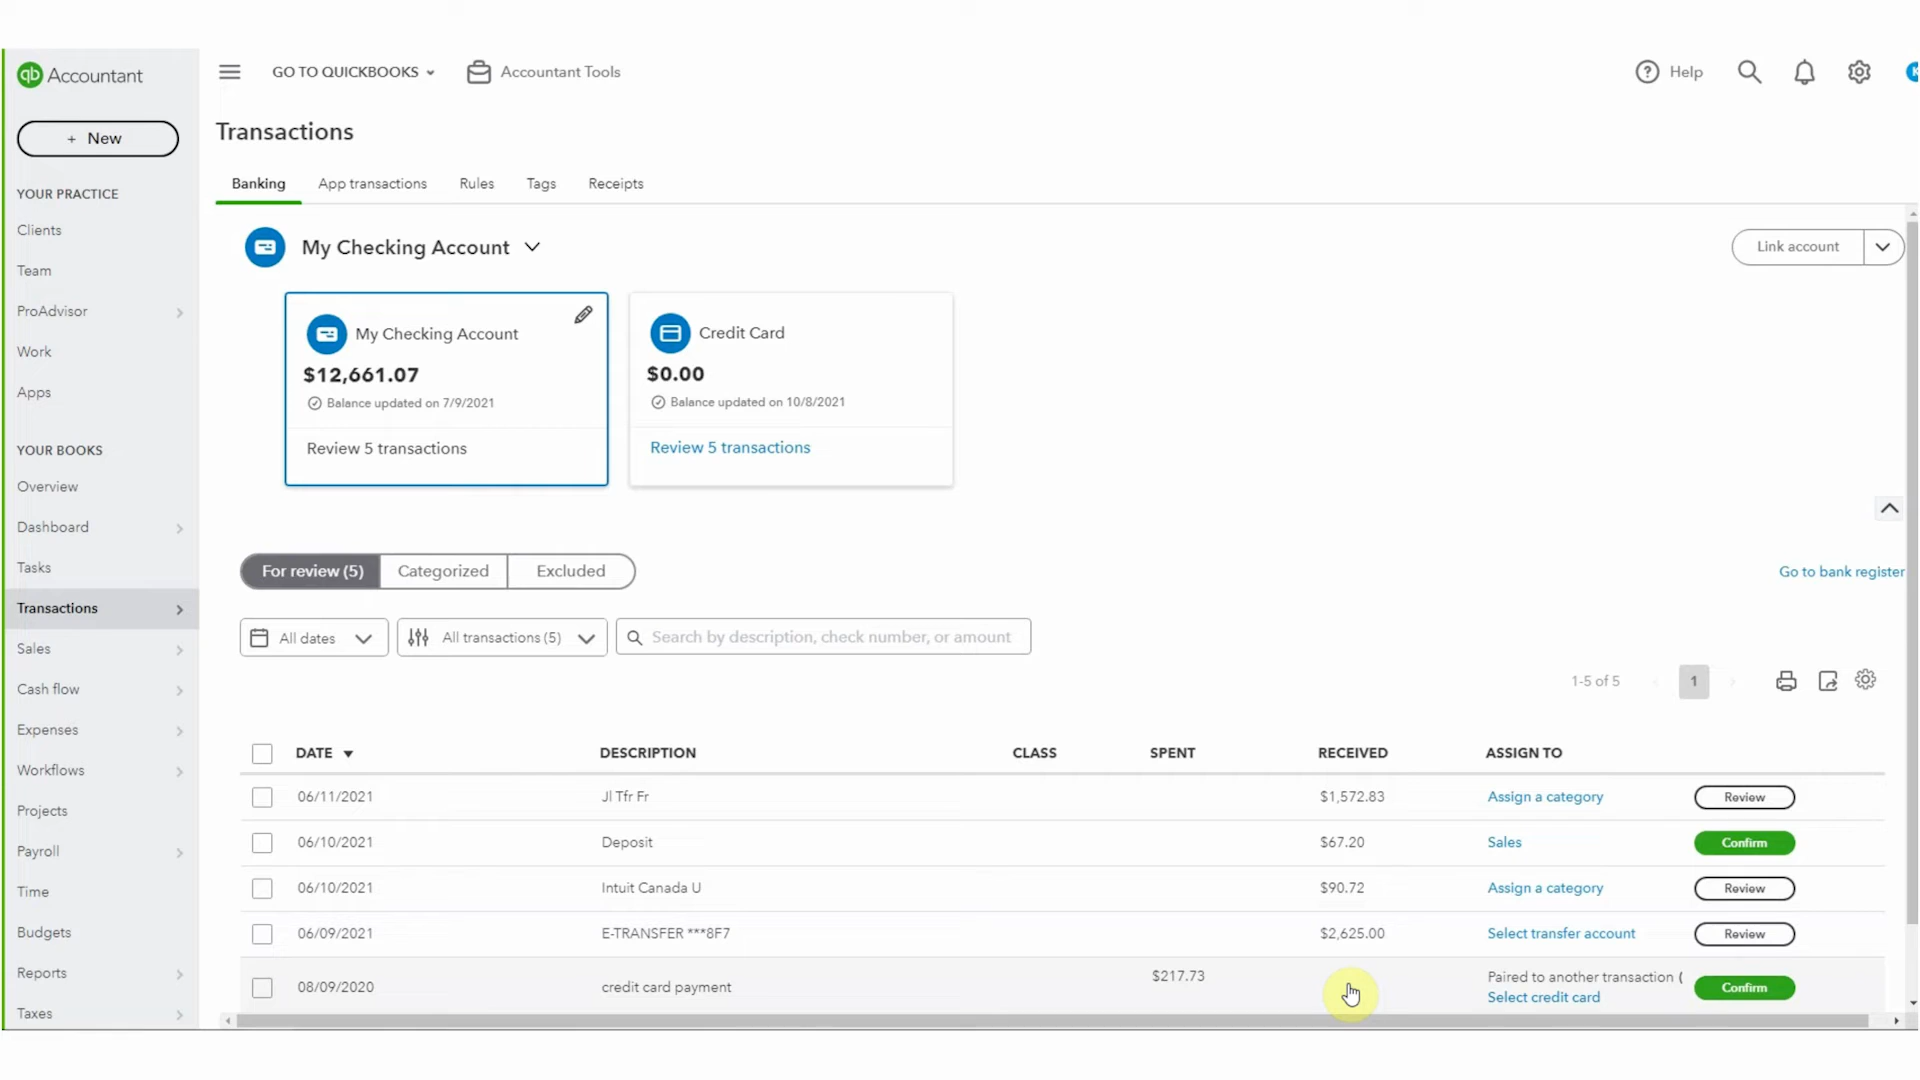 qb Accountant
GO TO QUICKBOOKS
Accountant Tools
Help
K
+ New
Transactions
YOUR PRACTICE
Clients
Team
ProAdvisor
Work
Apps
YOUR BOOKS
Overview
Dashboard
Tasks
Transactions
Sales
Cash flow
Expenses
Workflows
Projects
Payroll
Time
Budgets
Reports
Taxes
Banking App transactions Rules Tags Receipts
My Checking Account
Link account
My Checking Account
$12,661.07
Balance updated on 7/9/2021
Review 5 transactions
Credit Card
$0.00
Balance updated on 10/8/2021
Review 5 transactions
For review (5) Categorized Excluded
Go to bank register
All dates All transactions (5) Search by description, check number, or amount
1-5 of 5 1
DATE DESCRIPTION CLASS SPENT RECEIVED ASSIGN TO
06/11/2021 Jl Tfr Fr $1,572.83 Assign a category Review
06/10/2021 Deposit $67.20 Sales Confirm
06/10/2021 Intuit Canada U $90.72 Assign a category Review
06/09/2021 E-TRANSFER ***8F7 $2,625.00 Select transfer account Review
08/09/2020 credit card payment $217.73 Paired to another transaction ( Confirm
Select credit card